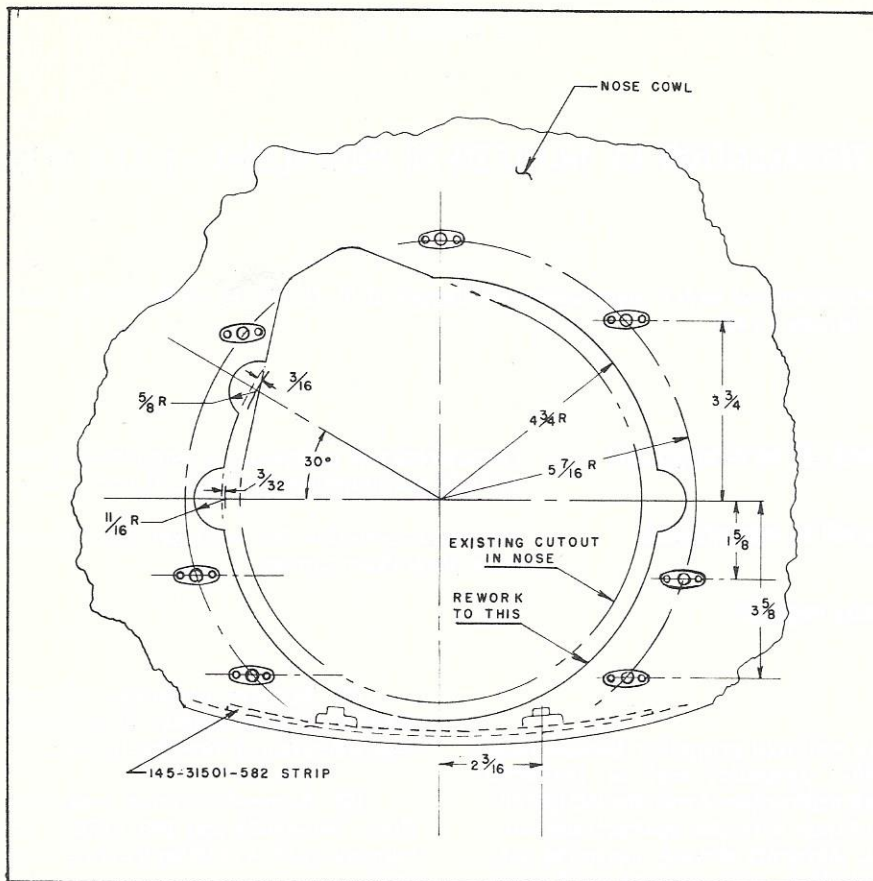 NOSE COWL
3/16
5/8 R
4 3/4 R
3 3/4
5 7/16 R
30°
3/32
11/16 R
EXISTING CUTOUT
IN NOSE
1 5/8
REWORK
TO THIS
3 5/8
145-31501-582 STRIP
2 3/16